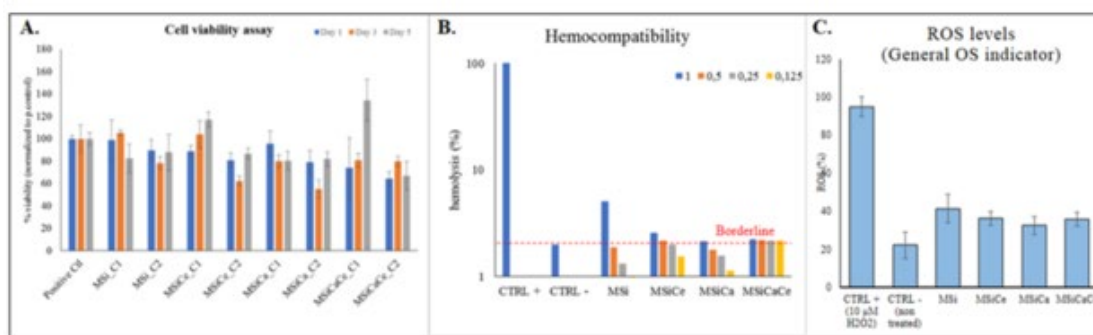 A.
Cell viability assay
Day 1 Day 3 Day 5
% viability (normalized to p.control)
180
160
140
120
100
80
60
40
20
0
Positive Ctl
MSi_C1
MSi_C2
MSiCe_C1
MSiCe_C2
MSiCa_C1
MSiCa_C2
MSiCaCe_C1
MSiCaCe_C2
B.
Hemocompatibility
1 0,5 0,25 0,125
hemolysis (%)
100
10
1
Borderline
CTRL + CTRL - MSi MSiCe MSiCa MSiCaCe
C.
ROS levels
(General OS indicator)
ROS (%)
120
100
80
60
40
20
0
CTRL + CTRL - MSi MSiCe MSiCa MSiCaC
(10 µM (non
H2O2) treated)